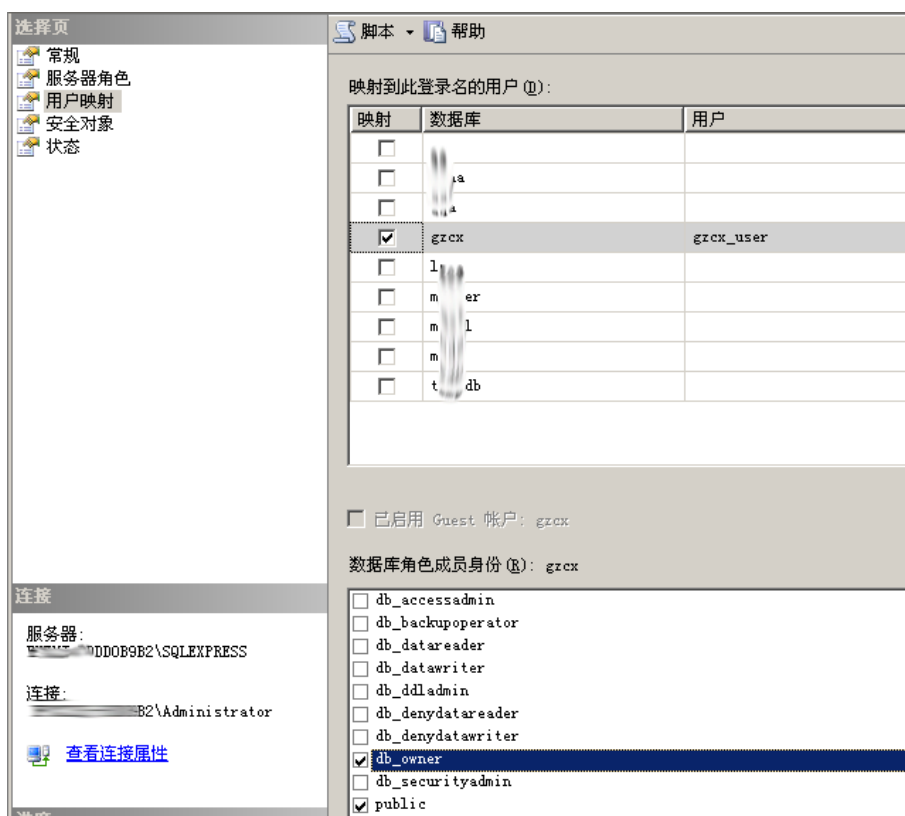 选择页
常规
服务器角色
用户映射
安全对象
状态
脚本 帮助
映射到此登录名的用户(D):
映射 数据库 用户
gzcx gzcx_user
已启用 Guest 帐户: gzcx
数据库角色成员身份(R): gzcx
db_accessadmin
db_backupoperator
db_datareader
db_datawriter
db_ddladmin
db_denydatareader
db_denydatawriter
db_owner
db_securityadmin
public
连接
服务器:
DDDOB9B2\SQLEXPRESS
连接:
B2\Administrator
查看连接属性